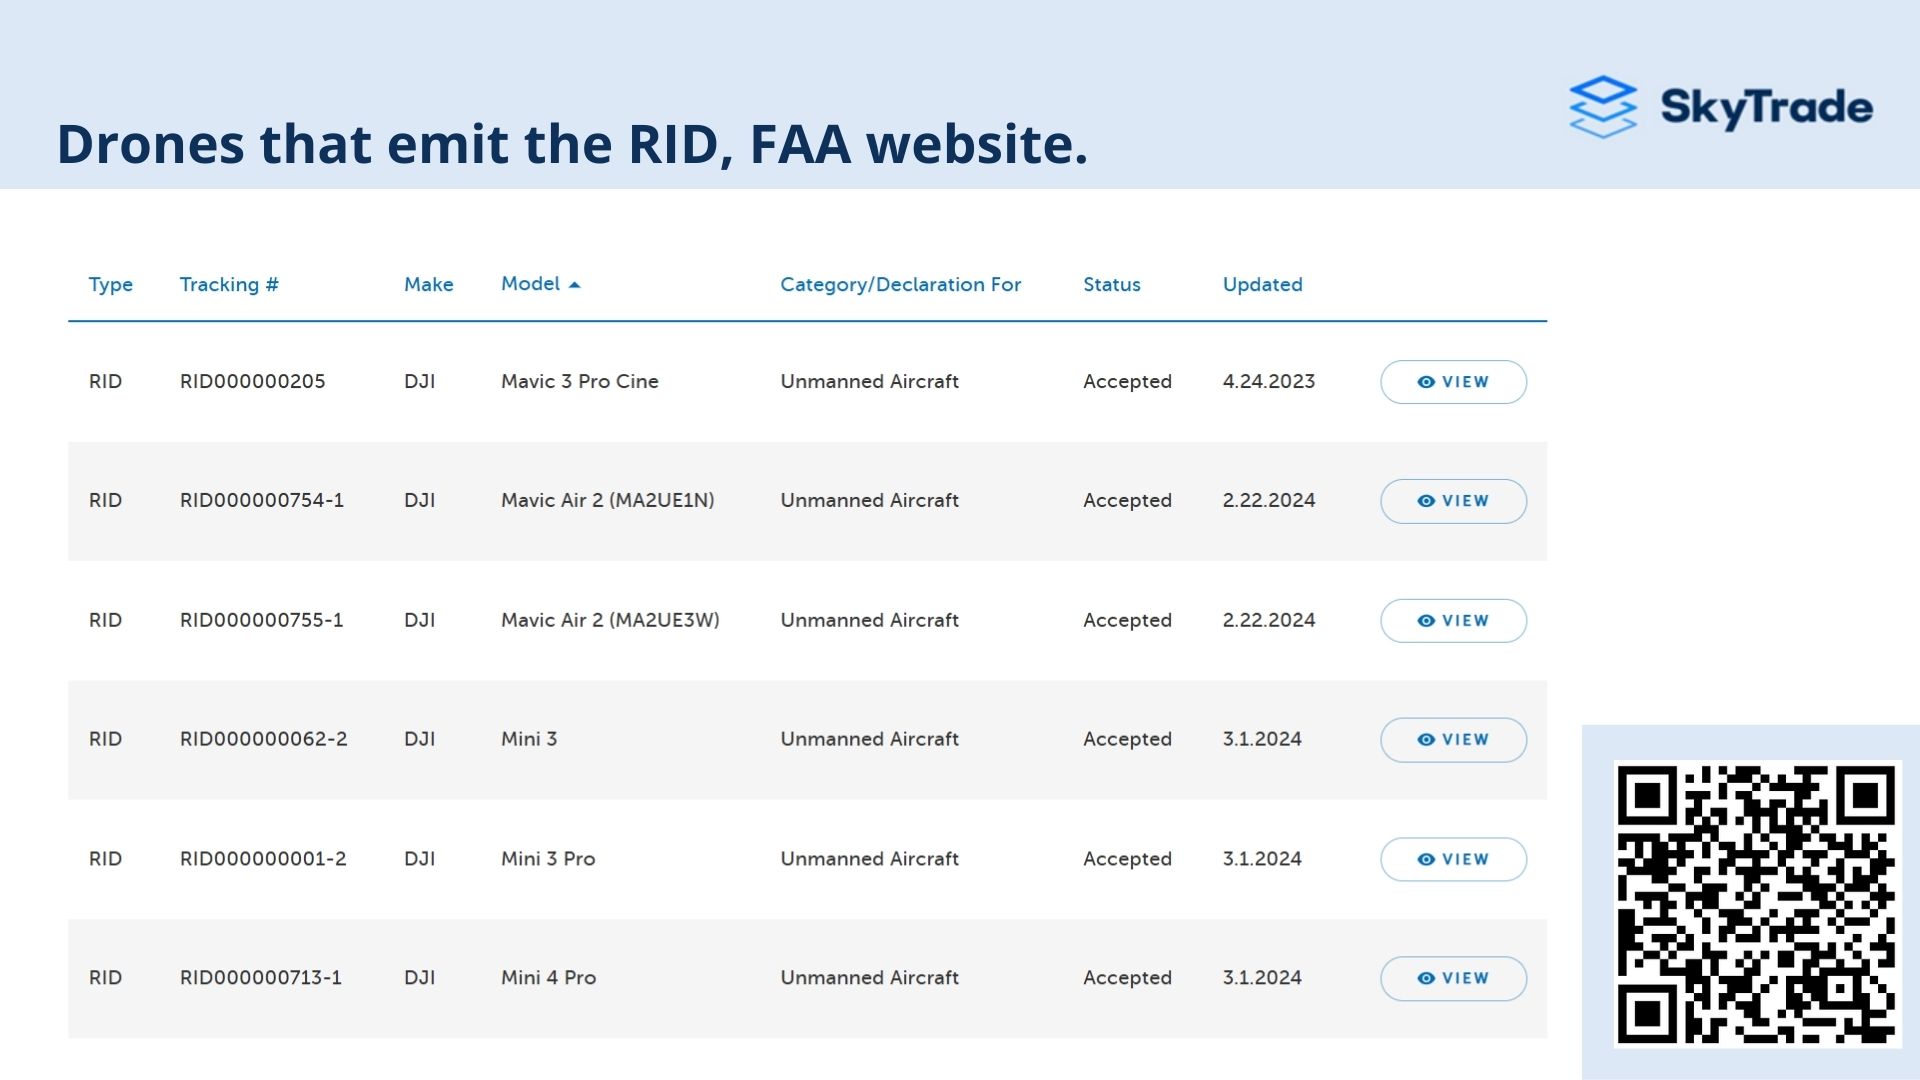 SkyTrade
Drones that emit the RID, FAA website.
Type Tracking # Make Model Category/Declaration For Status Updated
RID RID000000205 DJI Mavic 3 Pro Cine Unmanned Aircraft Accepted 4.24.2023 VIEW
RID RID000000754-1 DJI Mavic Air 2 (MA2UE1N) Unmanned Aircraft Accepted 2.22.2024 VIEW
RID RID000000755-1 DJI Mavic Air 2 (MA2UE3W) Unmanned Aircraft Accepted 2.22.2024 VIEW
RID RID000000062-2 DJI Mini 3 Unmanned Aircraft Accepted 3.1.2024 VIEW
RID RID000000001-2 DJI Mini 3 Pro Unmanned Aircraft Accepted 3.1.2024 VIEW
RID RID000000713-1 DJI Mini 4 Pro Unmanned Aircraft Accepted 3.1.2024 VIEW